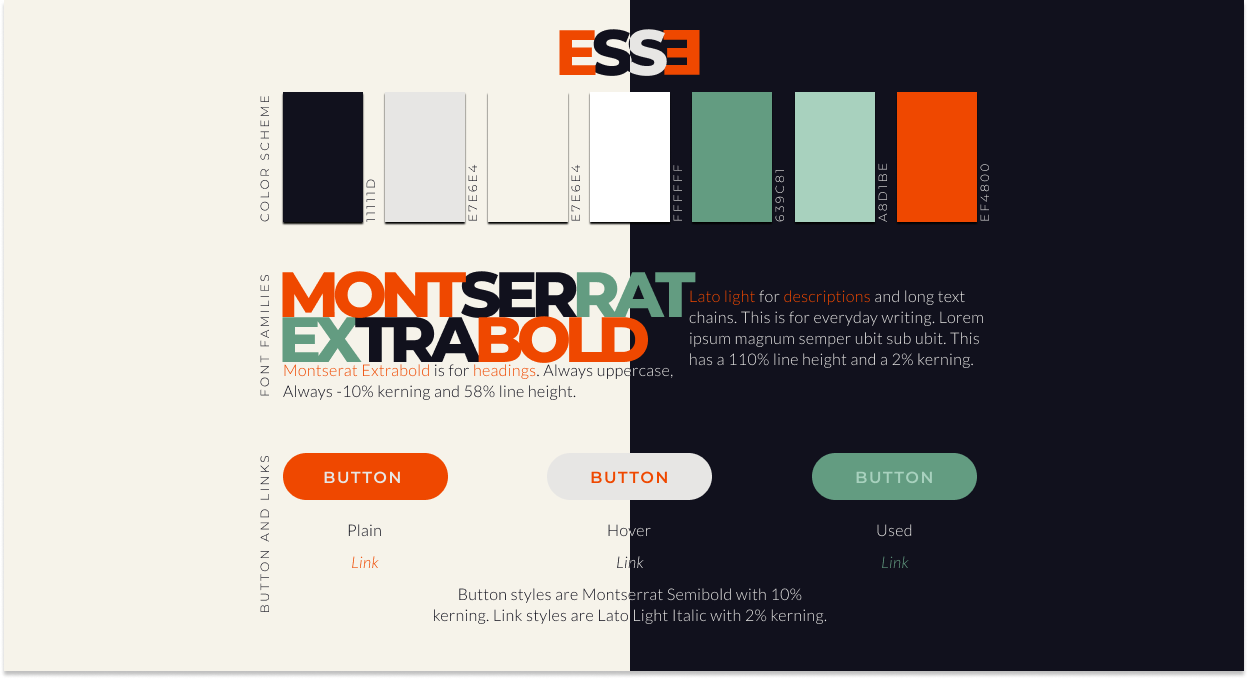 ESSE
COLOR SCHEME
11111D
E7E6E4
E7E6E4
FFFFFF
639C81
A8D1BE
EF4800
FONT FAMILIES
MONTSERRAT
EXTRABOLD
Montserat Extrabold is for headings. Always uppercase,
Always -10% kerning and 58% line height.
Lato light for descriptions and long text
chains. This is for everyday writing. Lorem
ipsum magnum semper ubit sub ubit. This
has a 110% line height and a 2% kerning.
BUTTON AND LINKS
BUTTON
BUTTON
BUTTON
Plain
Hover
Used
Link
Link
Link
Button styles are Montserrat Semibold with 10%
kerning. Link styles are Lato Light Italic with 2% kerning.